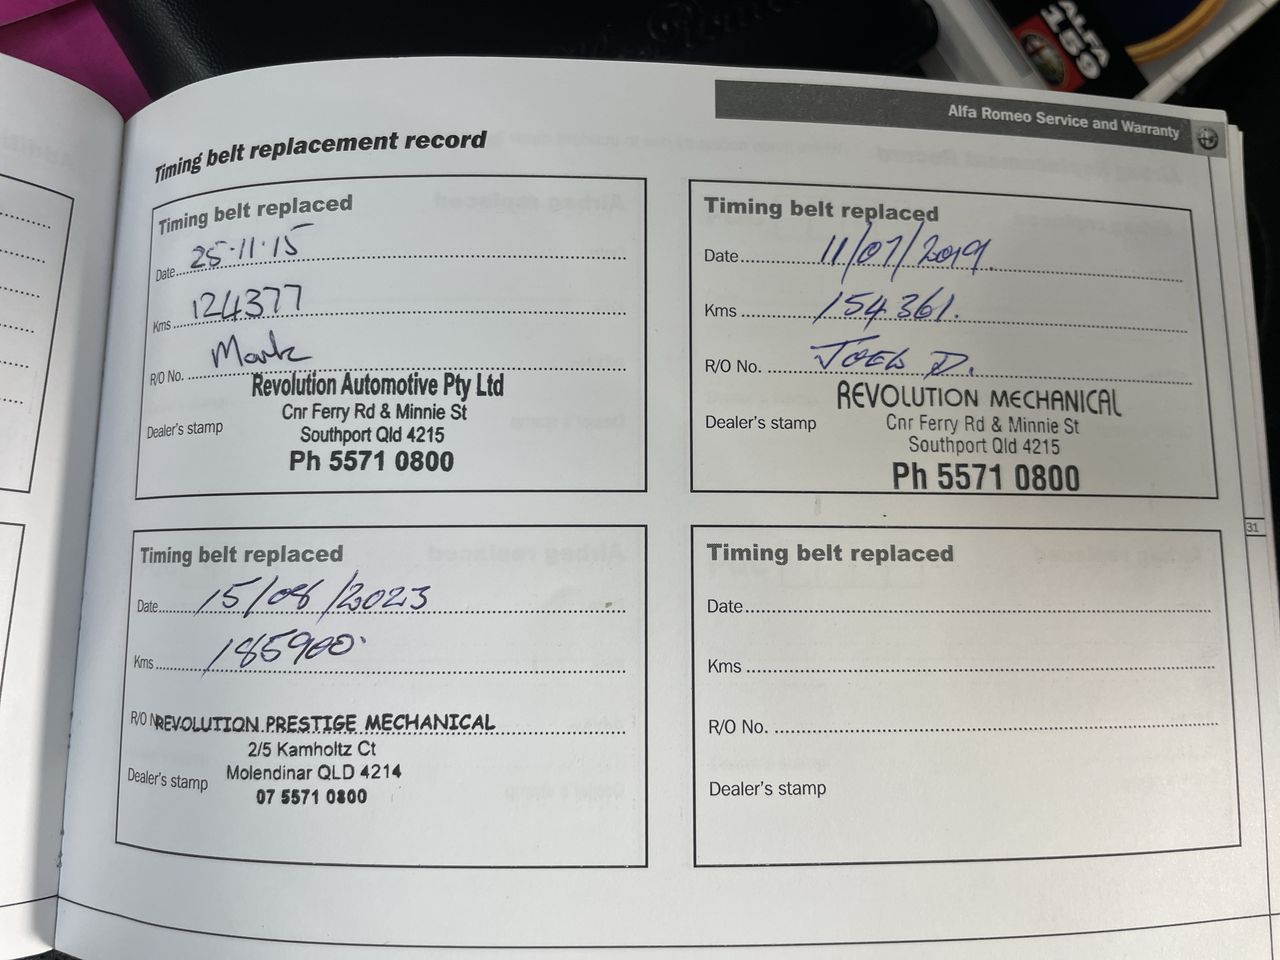 ALFA
159
Alfa Romeo Service and Warranty
Timing belt replacement record
Timing belt replaced
Date 25.11.15
Kms 124377
R/O No. Mark
Dealer's stamp
Revolution Automotive Pty Ltd
Cnr Ferry Rd & Minnie St
Southport Qld 4215
Ph 5571 0800
Timing belt replaced
Date 11/07/2019
Kms 154361.
R/O No. JOEL D.
Dealer's stamp
REVOLUTION MECHANICAL
Cnr Ferry Rd & Minnie St
Southport Qld 4215
Ph 5571 0800
Timing belt replaced
Date 15/08/2023
Kms 185900
R/O N
REVOLUTION PRESTIGE MECHANICAL
2/5 Kamholtz Ct
Dealer's stamp
Molendinar QLD 4214
07 5571 0800
Timing belt replaced
Date
Kms
R/O No.
Dealer's stamp
31